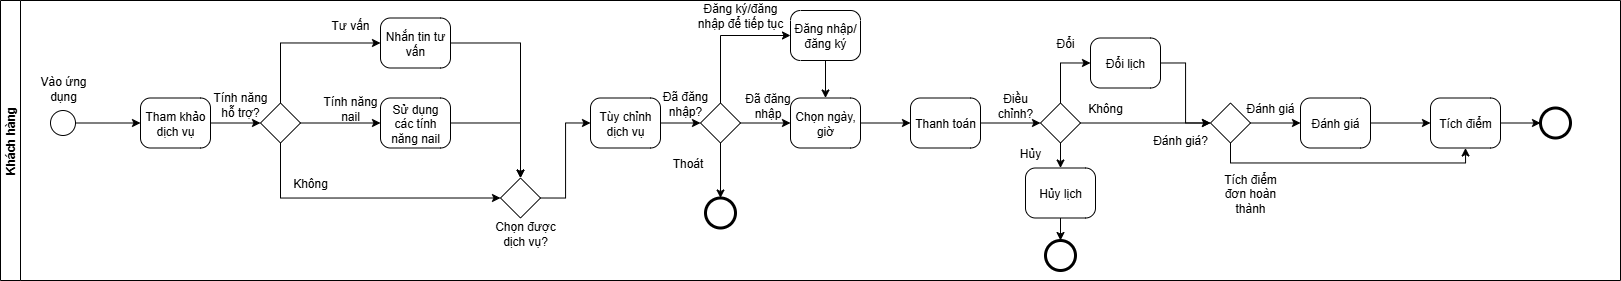 Khách hàng
Vào ứng
dụng
Tham khảo
dịch vụ
Tính năng
hỗ trợ?
Tư vấn
Nhắn tin tư
vấn
Tính năng
nail
Sử dụng
các tính
năng nail
Không
Chọn được
dịch vụ?
Tùy chỉnh
dịch vụ
Đã đăng
nhập?
Đăng ký/đăng
nhập để tiếp tục
Đăng nhập/
đăng ký
Đã đăng
nhập
Thoát
Chọn ngày,
giờ
Thanh toán
Điều
chỉnh?
Đổi
Đổi lịch
Không
Hủy
Hủy lịch
Đánh giá?
Đánh giá
Đánh giá
Tích điểm
đơn hoàn
thành
Tích điểm